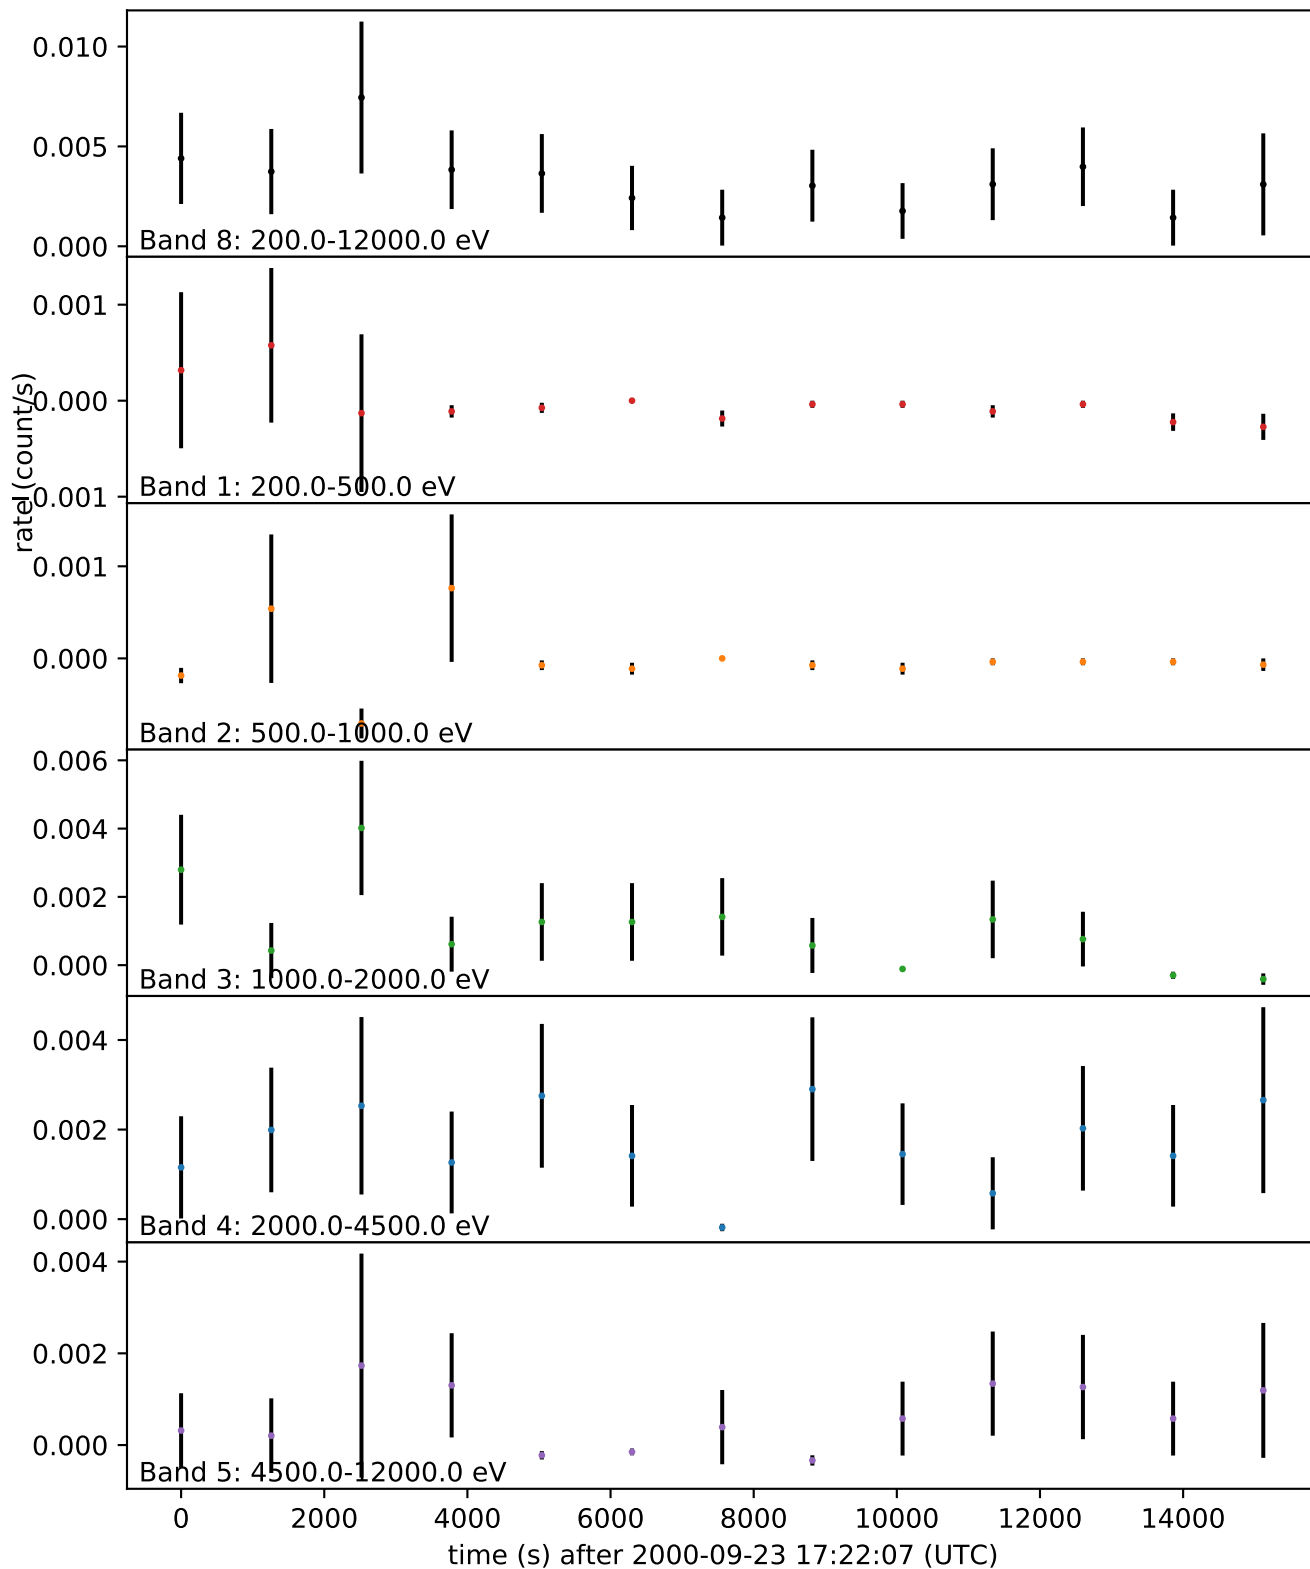 0.010
0.005
0.000
Band 8: 200.0-12000.0 eV
0.001
0.000
0.001
Band 1: 200.0-500.0 eV
rate (count/s)
0.001
0.000
Band 2: 500.0-1000.0 eV
0.006
0.004
0.002
0.000
Band 3: 1000.0-2000.0 eV
0.004
0.002
0.000
Band 4: 2000.0-4500.0 eV
0.004
0.002
0.000
Band 5: 4500.0-12000.0 eV
0 2000 4000 6000 8000 10000 12000 14000
time (s) after 2000-09-23 17:22:07 (UTC)